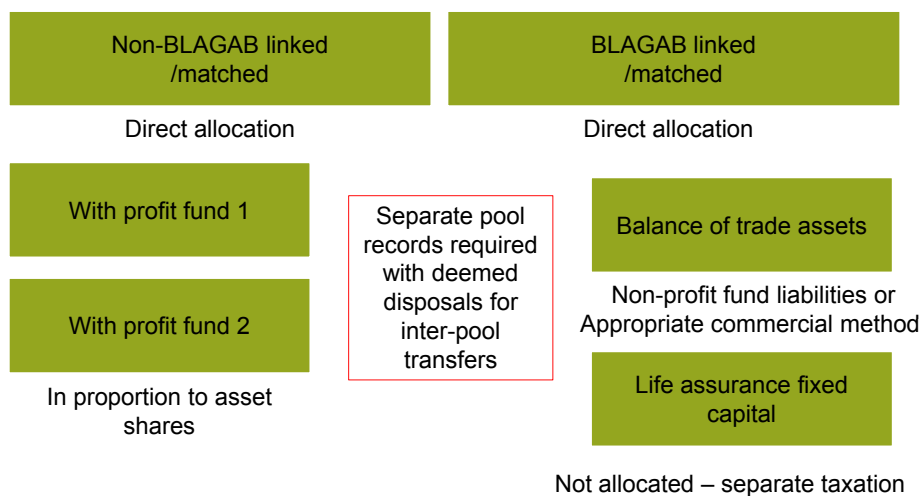 Non-BLAGAB linked
/matched
BLAGAB linked
/matched
Direct allocation
Direct allocation
With profit fund 1
With profit fund 2
In proportion to asset
shares
Separate pool
records required
with deemed
disposals for
inter-pool
transfers
Balance of trade assets
Non-profit fund liabilities or
Appropriate commercial method
Life assurance fixed
capital
Not allocated – separate taxation